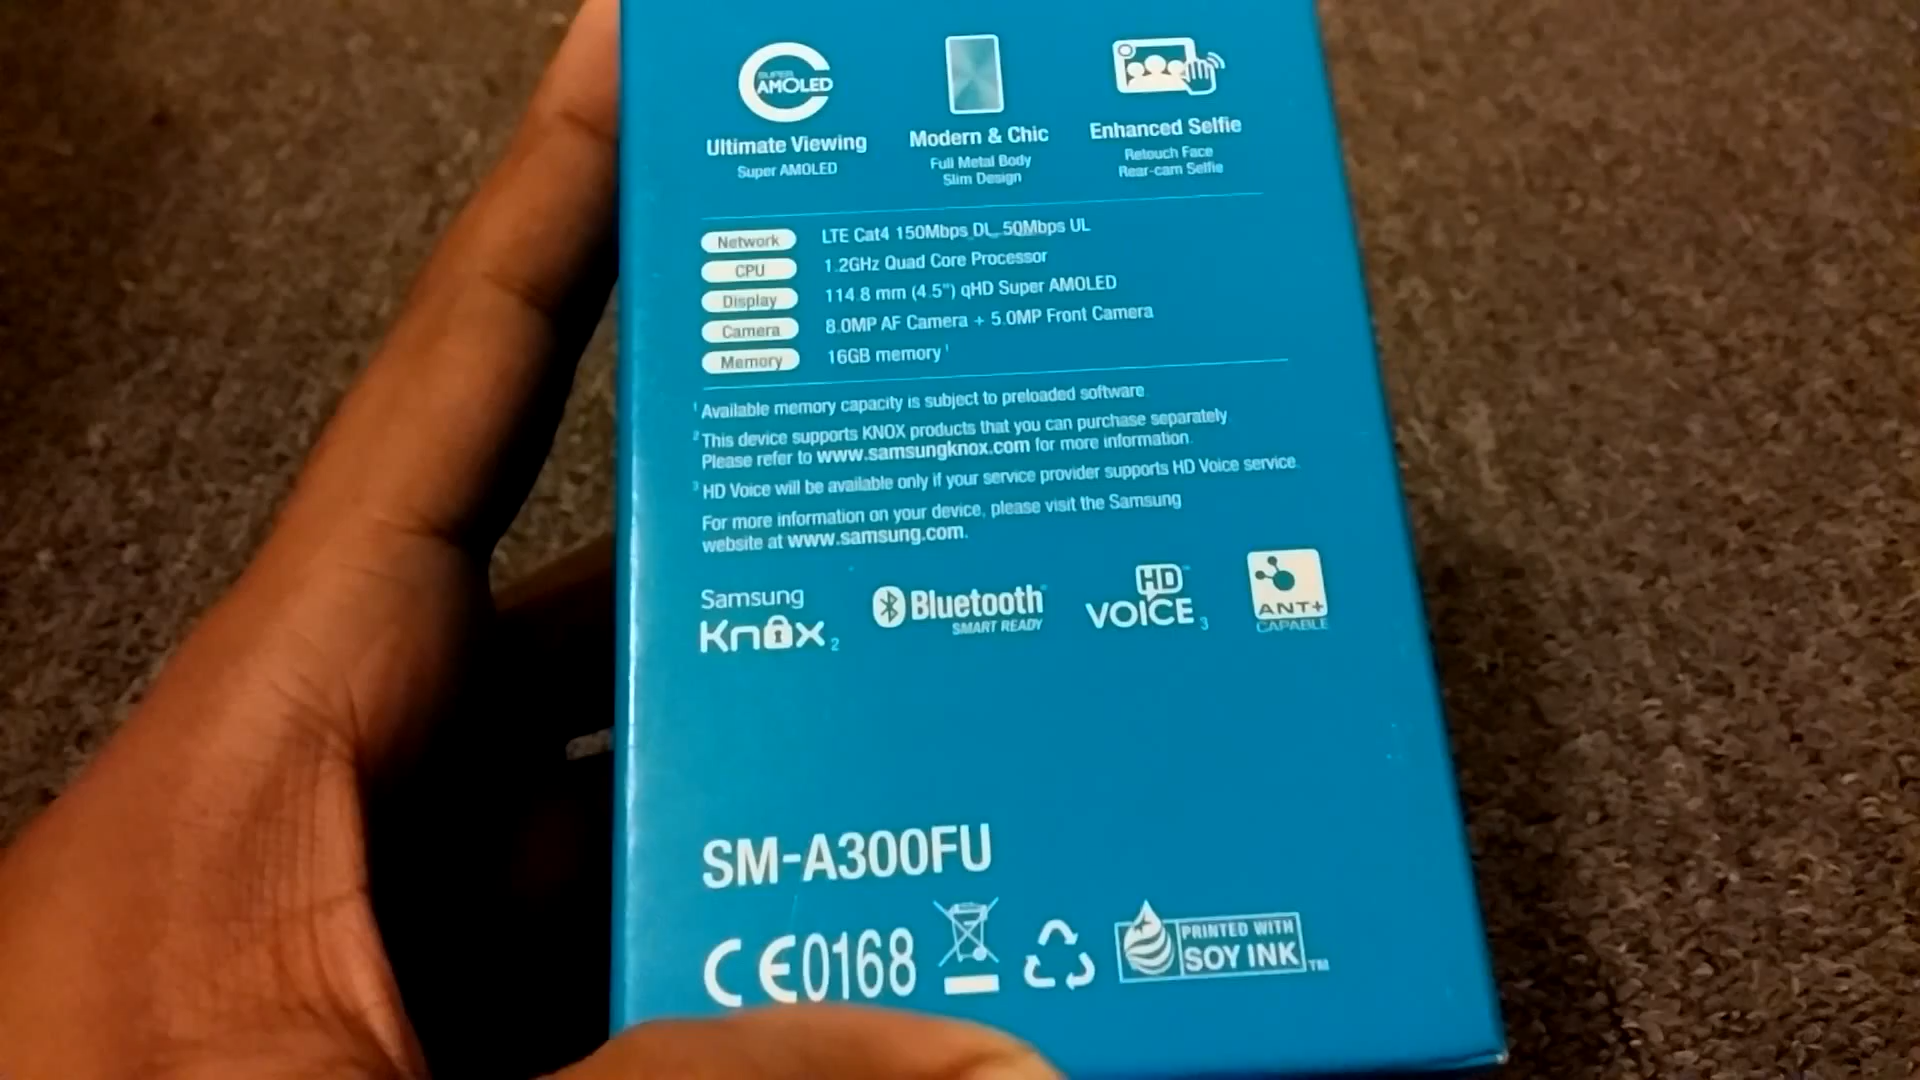 SUPER
AMOLED
Ultimate Viewing
Super AMOLED
Modern & Chic
Full Metal Body
Slim Design
Enhanced Selfie
Retouch Face
Rear-cam Selfie
Network LTE Cat4 150Mbps DL, 50Mbps UL
CPU 1.2GHz Quad Core Processor
Display 114.8 mm (4.5") qHD Super AMOLED
Camera 8.0MP AF Camera + 5.0MP Front Camera
Memory 16GB memory 1
1 Available memory capacity is subject to preloaded software.
2 This device supports KNOX products that you can purchase separately.
Please refer to www.samsungknox.com for more information.
3 HD Voice will be available only if your service provider supports HD Voice service.
For more information on your device, please visit the Samsung
website at www.samsung.com.
Samsung
Knox 2
Bluetooth
SMART READY
HD
VOICE 3
ANT+
CAPABLE
SM-A300FU
CE0168
PRINTED WITH
SOY INK TM